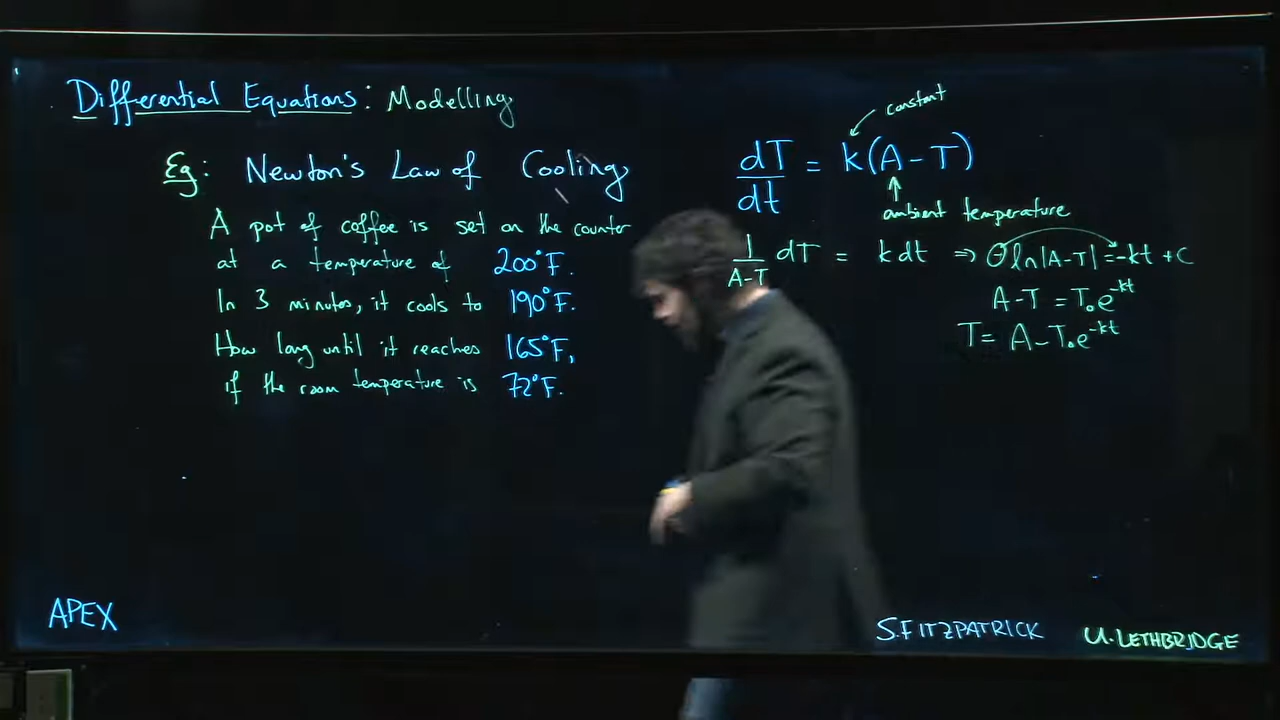 Differential Equations: Modelling
Eg: Newton's Law of Cooling
A pot of coffee is set on the counter
at a temperature of 200°F.
In 3 minutes, it cools to 190°F.
How long until it reaches 165°F,
if the room temperature is 72°F.
constant
dT/dt = k(A-T)
ambient temperature
1/(A-T) dT = k dt ⇒ -ln|A-T| = -kt + C
A-T = T₀e^-kt
T = A-T₀e^-kt
APEX
S.FITZPATRICK
U.LETHBRIDGE